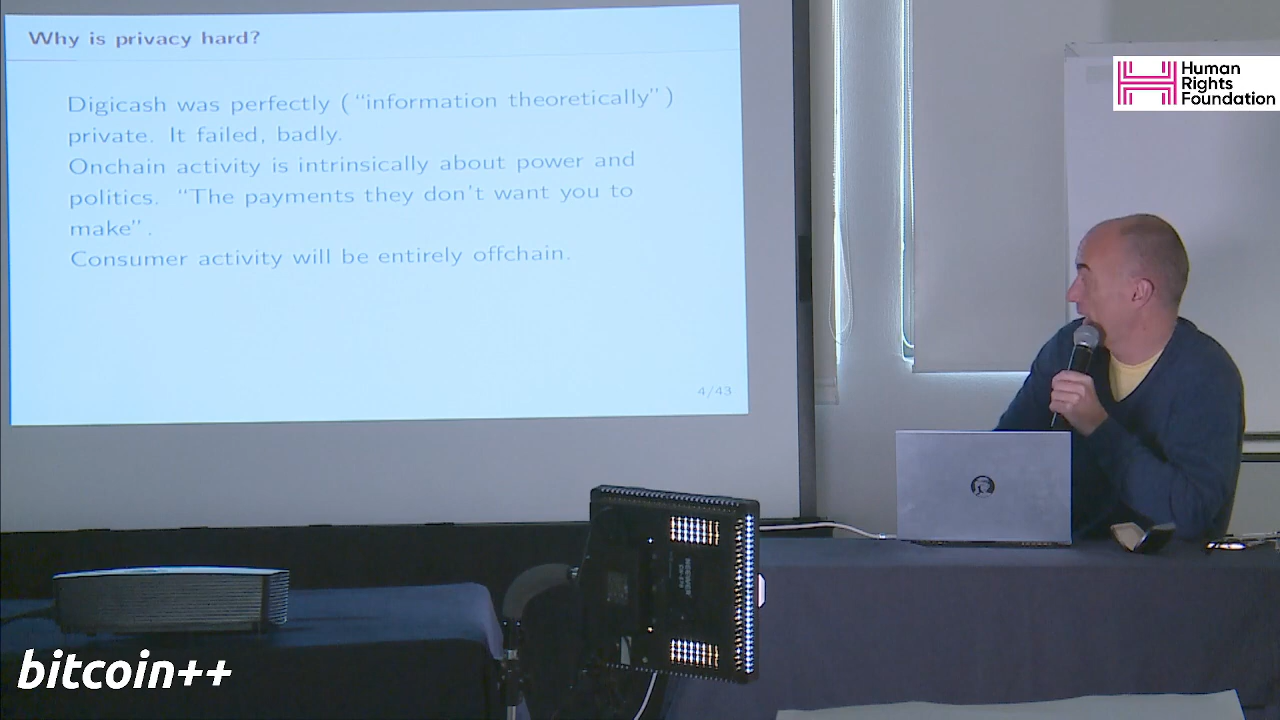 Why is privacy hard?
Digicash was perfectly (“information theoretically”)
private. It failed, badly.
Onchain activity is intrinsically about power and
politics. “The payments they don't want you to
make”.
Consumer activity will be entirely offchain.
4/43
Human
Rights
Foundation
NEEWER
bitcoin++